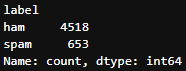 label
ham     4518
spam     653
Name: count, dtype: int64